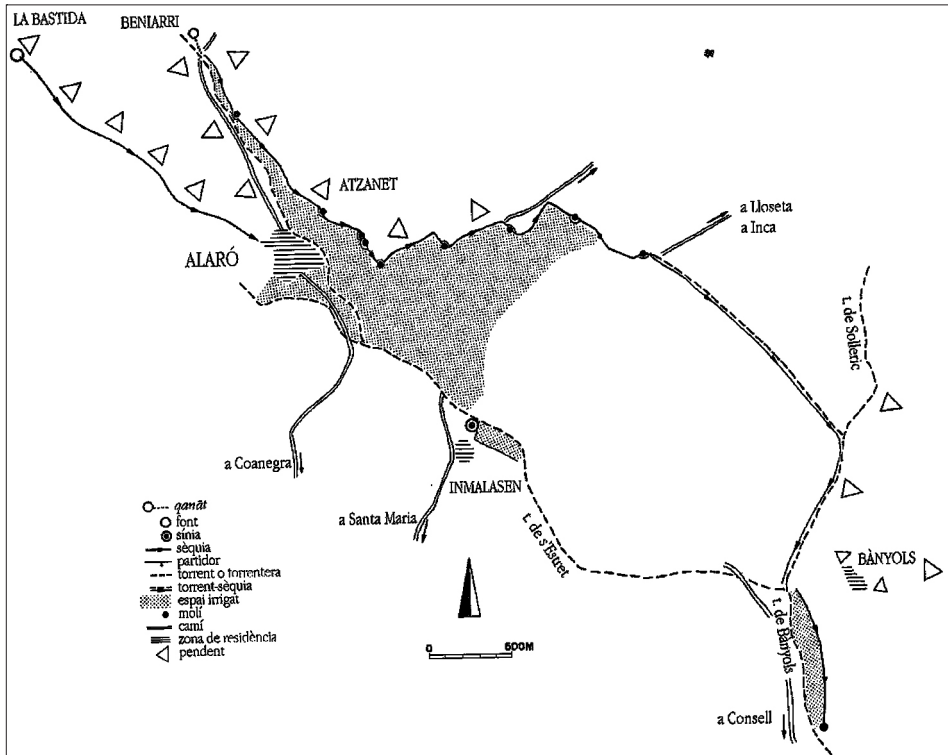 LA BASTIDA
BENIARRI
ATZANET
a Lloseta
a Inca
ALARÓ
t. de Solleric
a Coanegra
INMALASEN
a Santa Maria
t. de s'Estret
BÀNYOLS
t. de Bànyols
a Consell
qanāt
font
sínia
sèquia
partidor
torrent o torrentera
torrent-sèquia
espai irrigat
molí
camí
zona de residència
pendent
0 500M